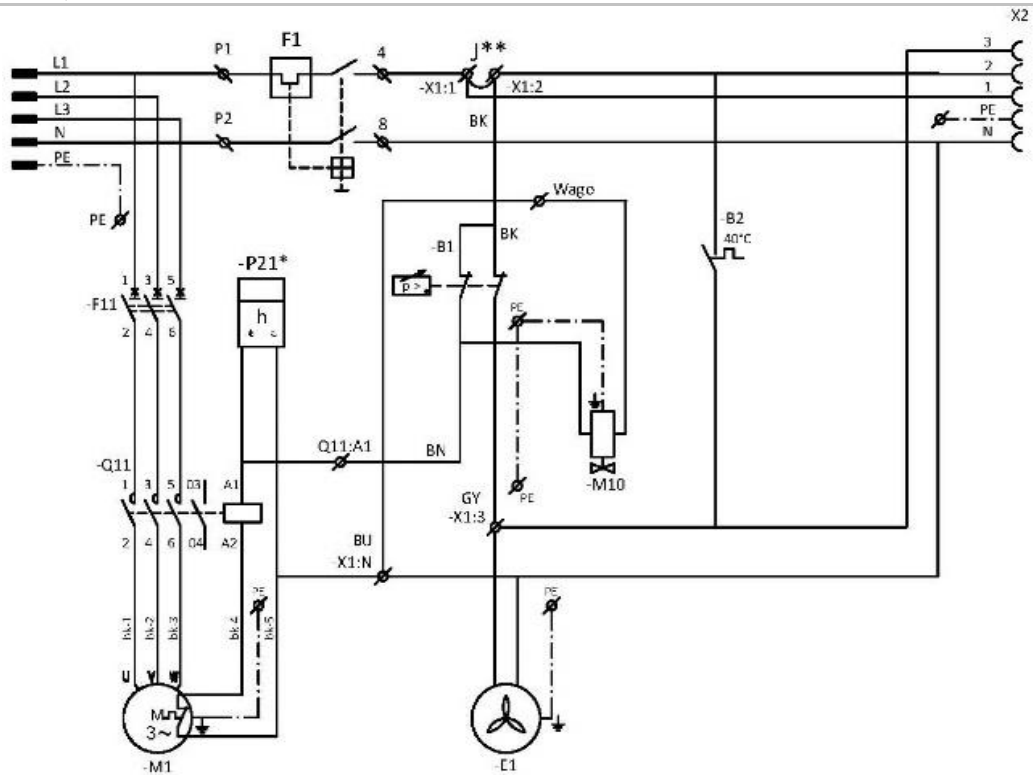 -X2
L1
P1
F1
4
J**
3
2
L2
-X1:1
-X1:2
1
L3
P2
8
BK
PE
N
N
PE
Wago
PE
-B1
BK
-B2
40°C
-P21*
p >
1 3 5
-F11
h
PE
2 4 6
Q11:A1
BN
-Q11
-M10
1 3 5 03 A1
GY
PE
-X1:3
2 4 6 04 A2
BU
-X1:N
PE
PE
bk-1
bk-2
bk-3
bk-4
bk-5
U V W
M
3~
-M1
-E1